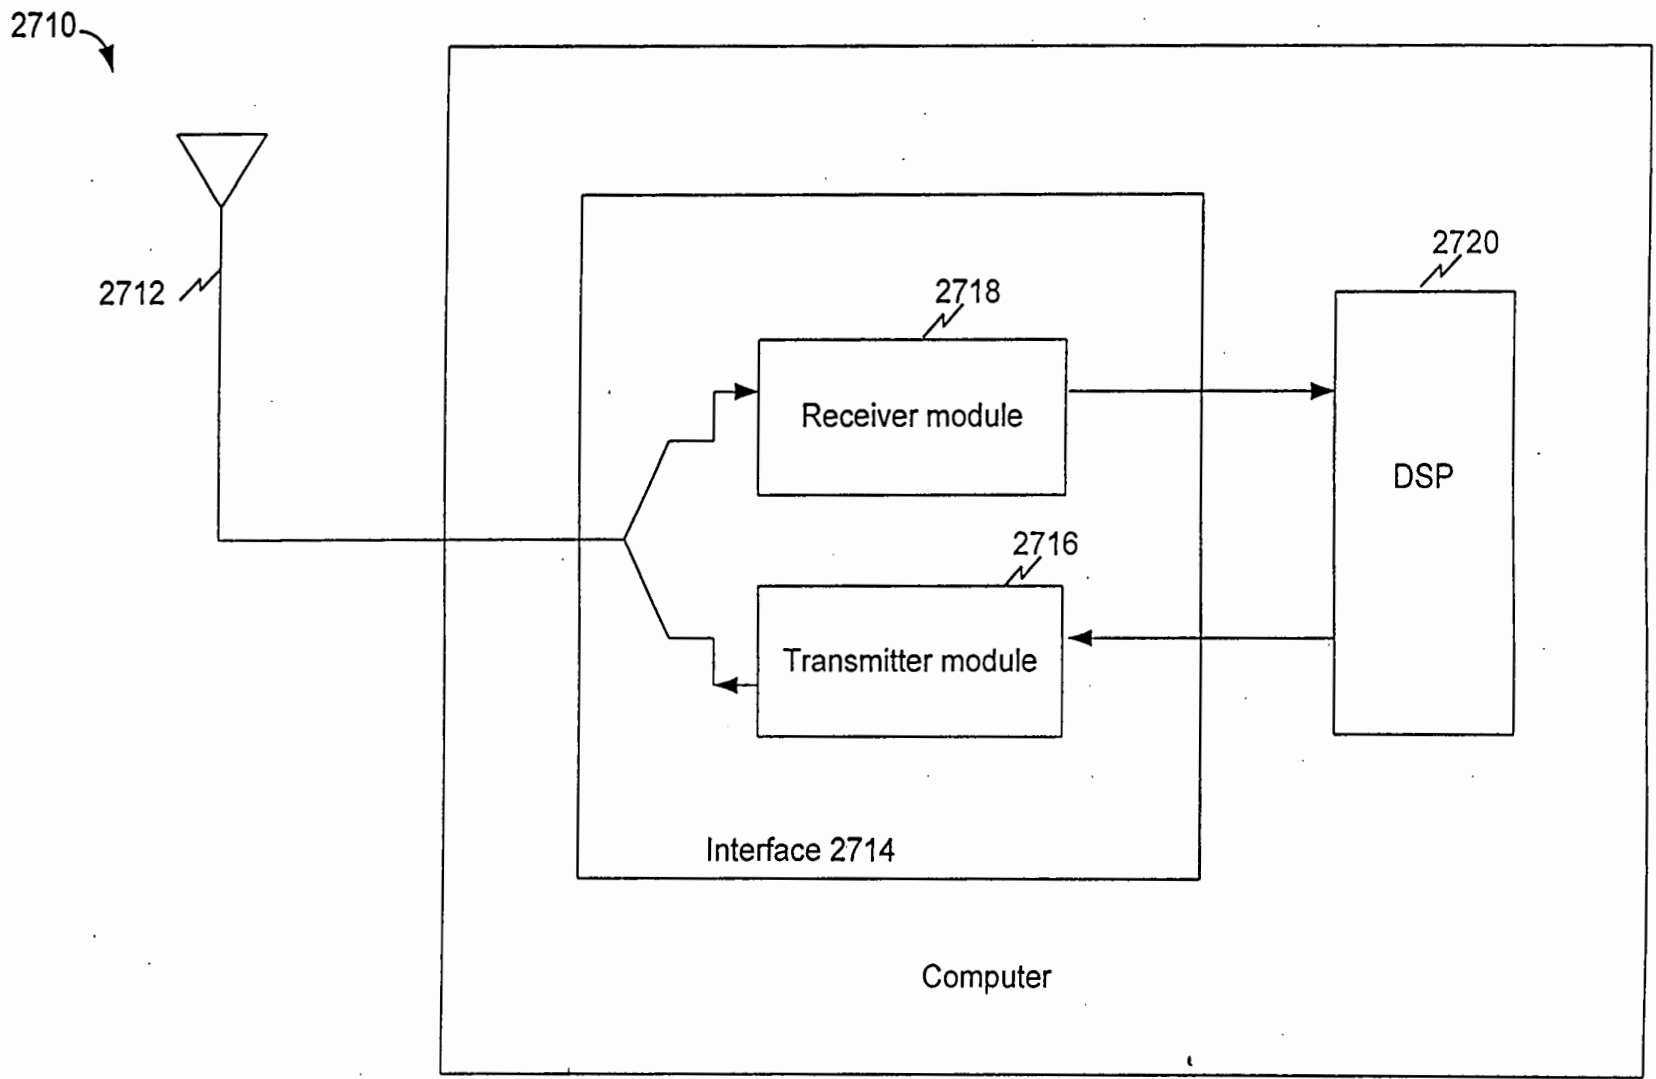 2710
2712
2718
2720
Receiver module
DSP
2716
Transmitter module
Interface 2714
Computer